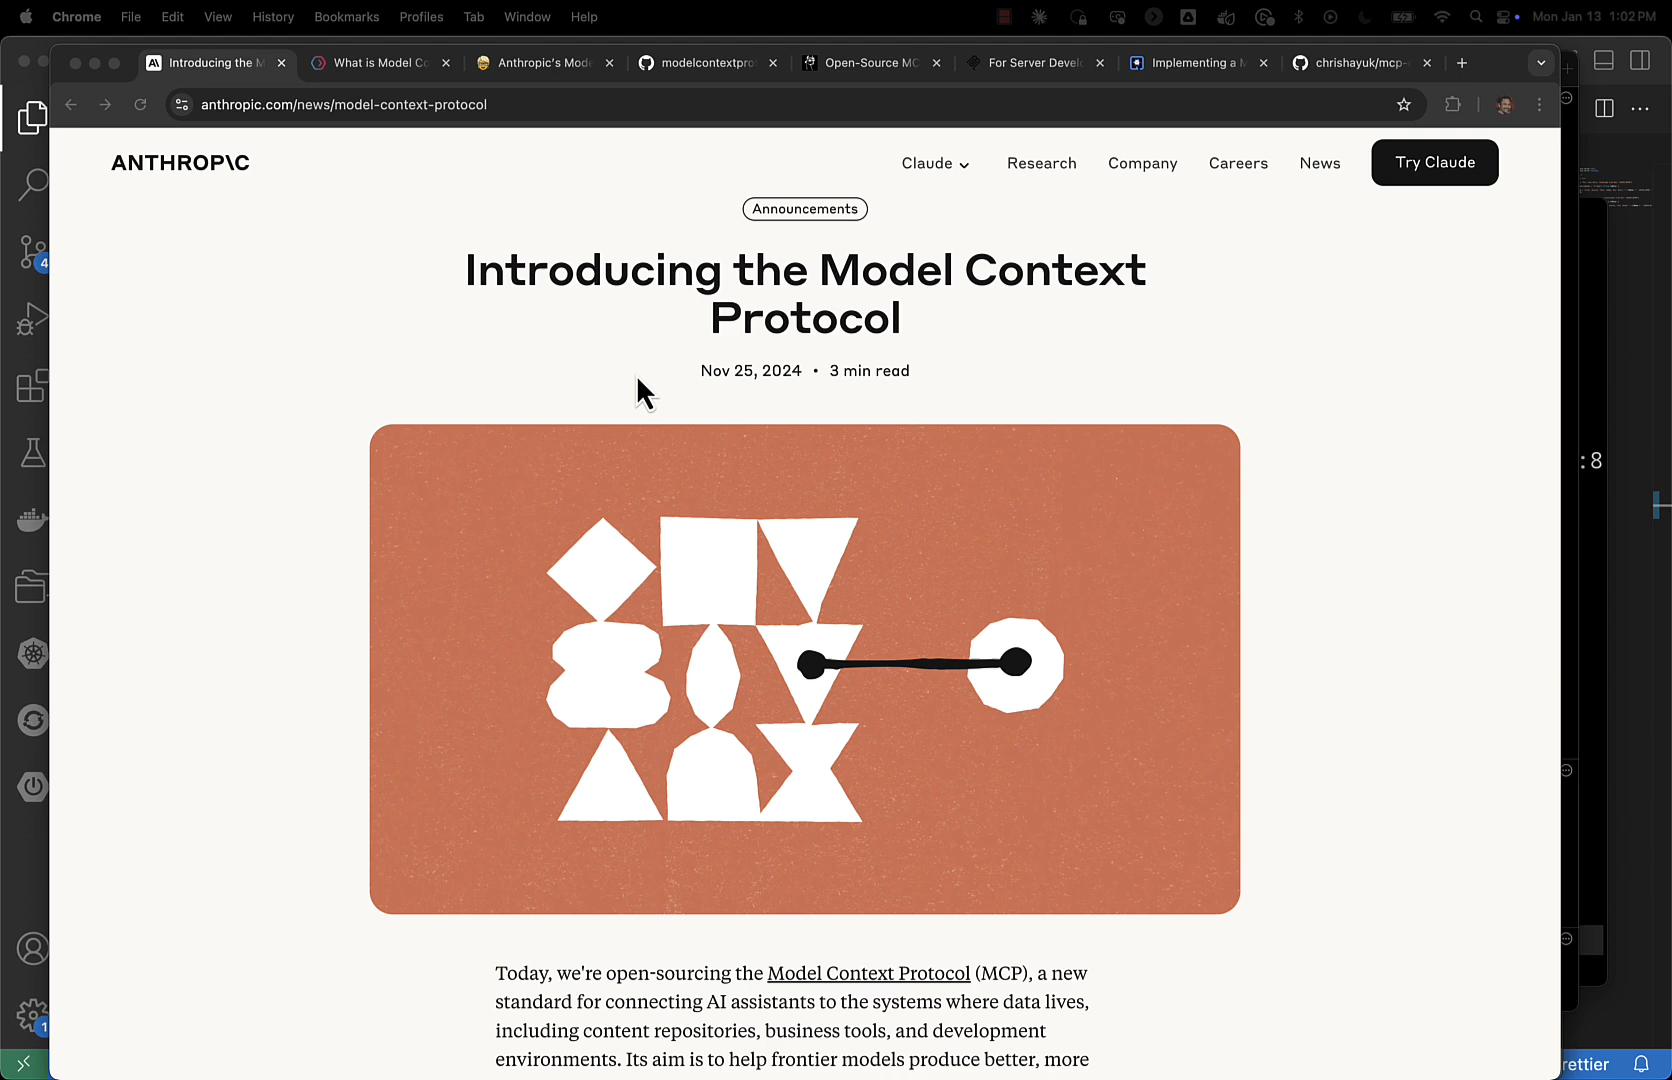 Chrome File Edit View History Bookmarks Profiles Tab Window Help Mon Jan 13 1:02 PM
Introducing the M What is Model Co Anthropic's Mode modelcontextpro Open-Source MC For Server Devel Implementing a M chrishayuk/mcp-
anthropic.com/news/model-context-protocol
ANTHROP\C Claude Research Company Careers News Try Claude
Announcements
Introducing the Model Context
Protocol
Nov 25, 2024 • 3 min read
4
:8
Today, we're open-sourcing the Model Context Protocol (MCP), a new
standard for connecting AI assistants to the systems where data lives,
including content repositories, business tools, and development
environments. Its aim is to help frontier models produce better, more
1
rettier